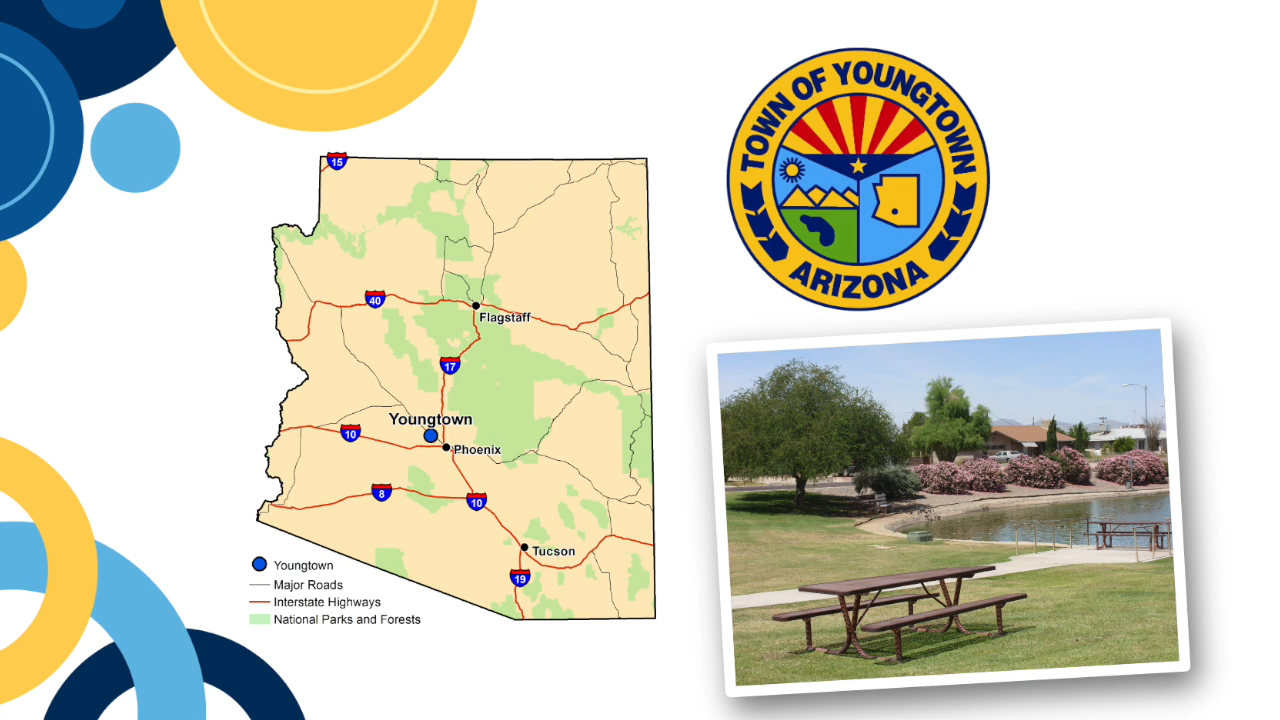 15
40
Flagstaff
17
Youngtown
10
Phoenix
8
10
Tucson
19
Youngtown
Major Roads
Interstate Highways
National Parks and Forests
TOWN OF YOUNGTOWN
ARIZONA